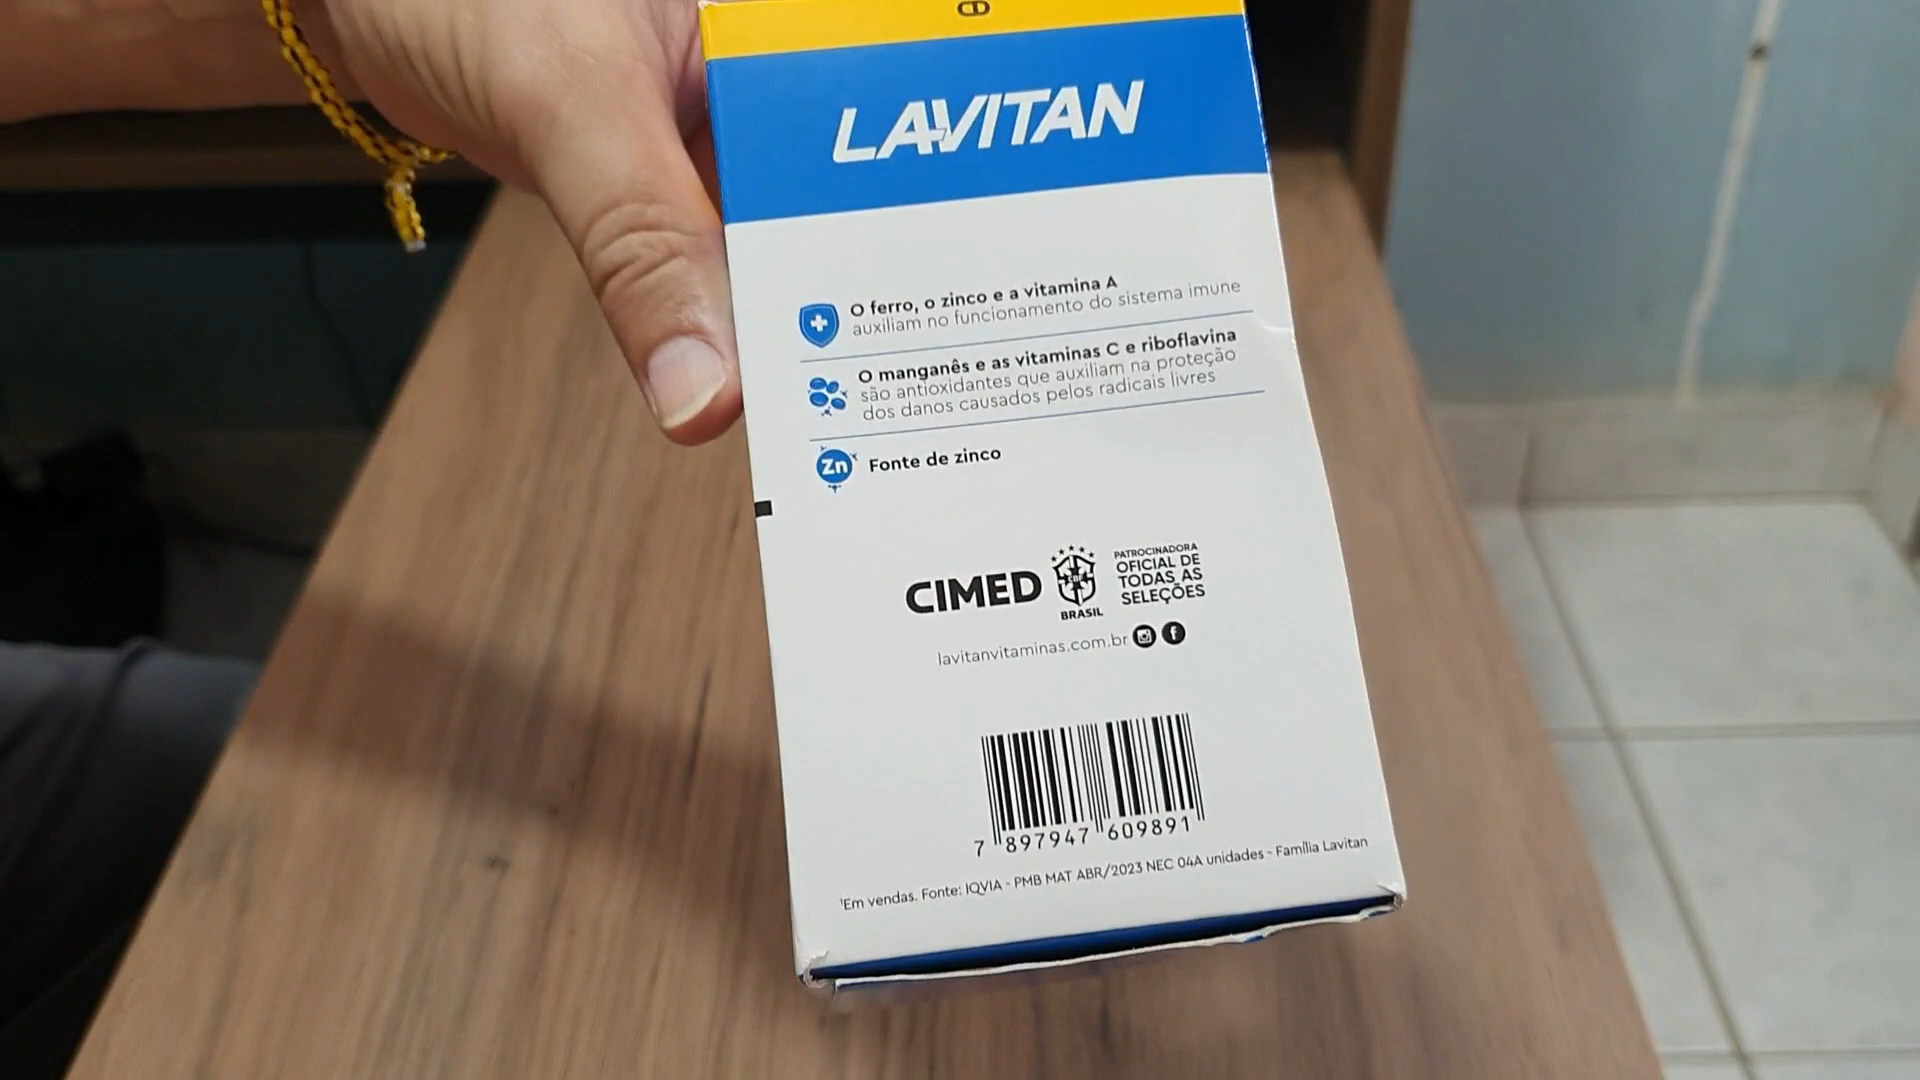 LAVITAN
O ferro, o zinco e a vitamina A
auxiliam no funcionamento do sistema imune
O manganês e as vitaminas C e riboflavina
são antioxidantes que auxiliam na proteção
dos danos causados pelos radicais livres
Zn Fonte de zinco
CIMED
CBF
BRASIL
PATROCINADORA
OFICIAL DE
TODAS AS
SELEÇÕES
lavitanvitaminas.com.br
7 897947 609891
¹Em vendas. Fonte: IQVIA - PMB MAT ABR/2023 NEC 04A unidades - Família Lavitan